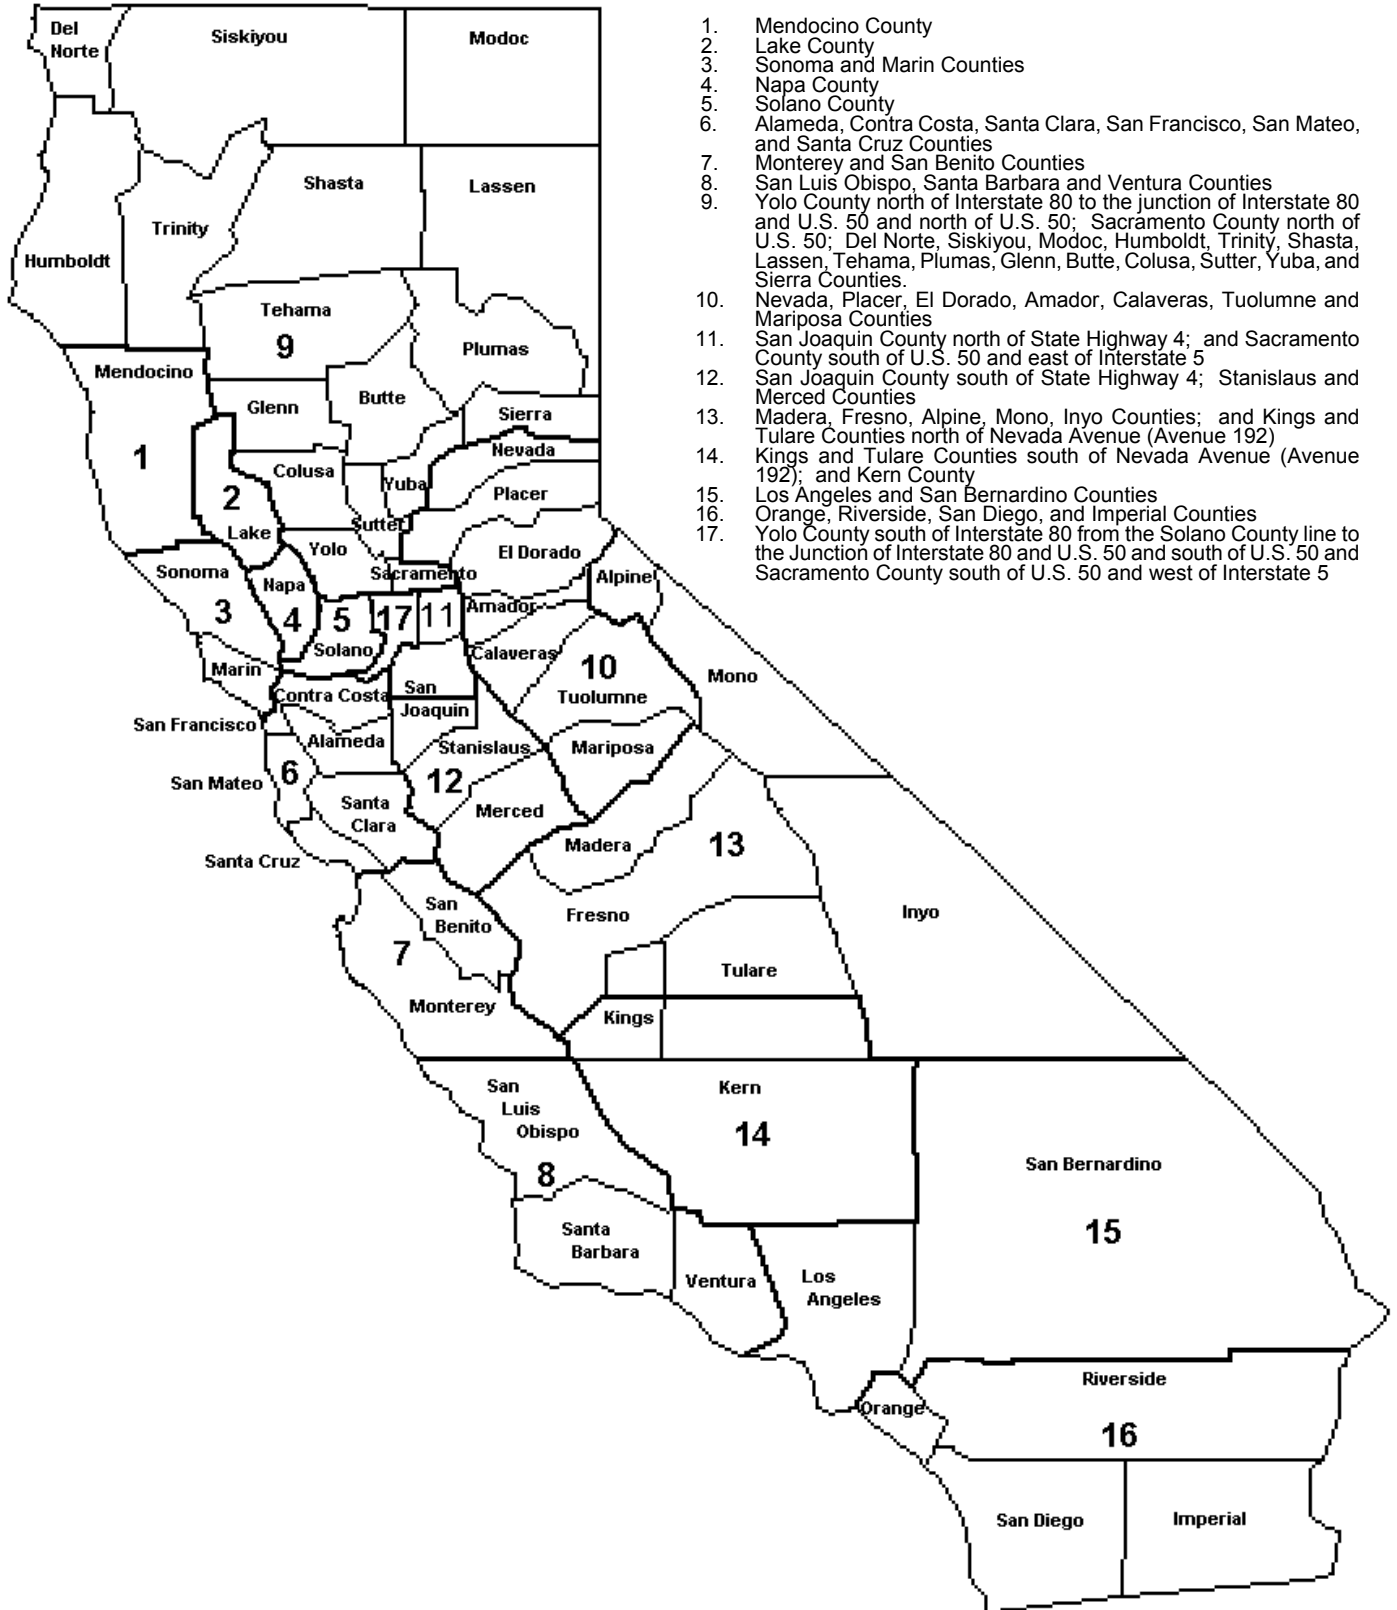 1. Mendocino County
2. Lake County
3. Sonoma and Marin Counties
4. Napa County
5. Solano County
6. Alameda, Contra Costa, Santa Clara, San Francisco, San Mateo,
and Santa Cruz Counties
7. Monterey and San Benito Counties
8. San Luis Obispo, Santa Barbara and Ventura Counties
9. Yolo County north of Interstate 80 to the junction of Interstate 80
and U.S. 50 and north of U.S. 50; Sacramento County north of
U.S. 50; Del Norte, Siskiyou, Modoc, Humboldt, Trinity, Shasta,
Lassen, Tehama, Plumas, Glenn, Butte, Colusa, Sutter, Yuba, and
Sierra Counties.
10. Nevada, Placer, El Dorado, Amador, Calaveras, Tuolumne and
Mariposa Counties
11. San Joaquin County north of State Highway 4; and Sacramento
County south of U.S. 50 and east of Interstate 5
12. San Joaquin County south of State Highway 4; Stanislaus and
Merced Counties
13. Madera, Fresno, Alpine, Mono, Inyo Counties; and Kings and
Tulare Counties north of Nevada Avenue (Avenue 192)
14. Kings and Tulare Counties south of Nevada Avenue (Avenue
192); and Kern County
15. Los Angeles and San Bernardino Counties
16. Orange, Riverside, San Diego, and Imperial Counties
17. Yolo County south of Interstate 80 from the Solano County line to
the Junction of Interstate 80 and U.S. 50 and south of U.S. 50 and
Sacramento County south of U.S. 50 and west of Interstate 5
Del
Norte
Siskiyou
Modoc
Shasta
Lassen
Trinity
Humboldt
Tehama
9
Plumas
Mendocino
Butte
Glenn
Sierra
1
Nevada
Colusa
Yuba
Placer
2
Sutter
Lake
Yolo
El Dorado
Sonoma
Napa
Sacramento
Alpine
3
4
5
17
11
Amador
Solano
Calaveras
10
Marin
Mono
Contra Costa
San
Joaquin
Tuolumne
San Francisco
Alameda
Stanislaus
Mariposa
6
San Mateo
12
Santa
Clara
Merced
Madera
13
Santa Cruz
San
Benito
Fresno
Inyo
7
Tulare
Monterey
Kings
San
Luis
Obispo
Kern
14
8
San Bernardino
15
Santa
Barbara
Ventura
Los
Angeles
Riverside
Orange
16
San Diego
Imperial